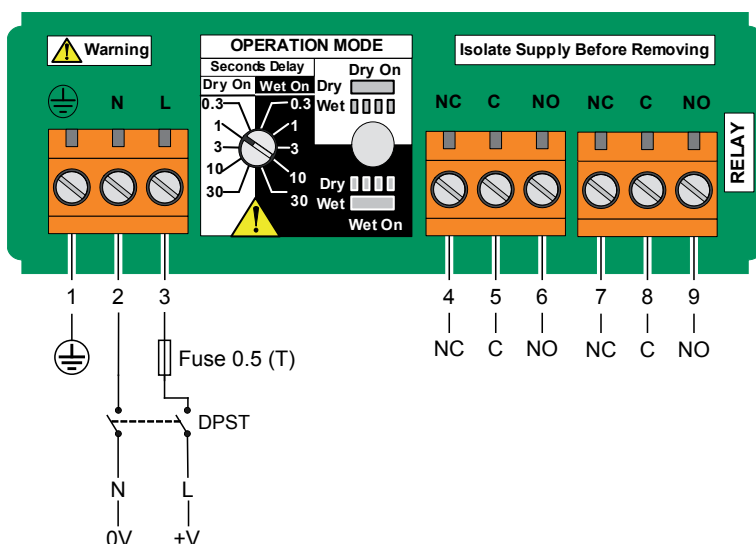 Warning
OPERATION MODE
Isolate Supply Before Removing
Seconds Delay
Dry On
Dry On Wet On
Dry
Wet
N L
0.3 0.3
1 1
3 3
10 10
30 30
Dry
Wet
Wet On
NC C NO NC C NO
RELAY
1 2 3 4 5 6 7 8 9
NC C NO NC C NO
Fuse 0.5 (T)
DPST
N L
0V +V